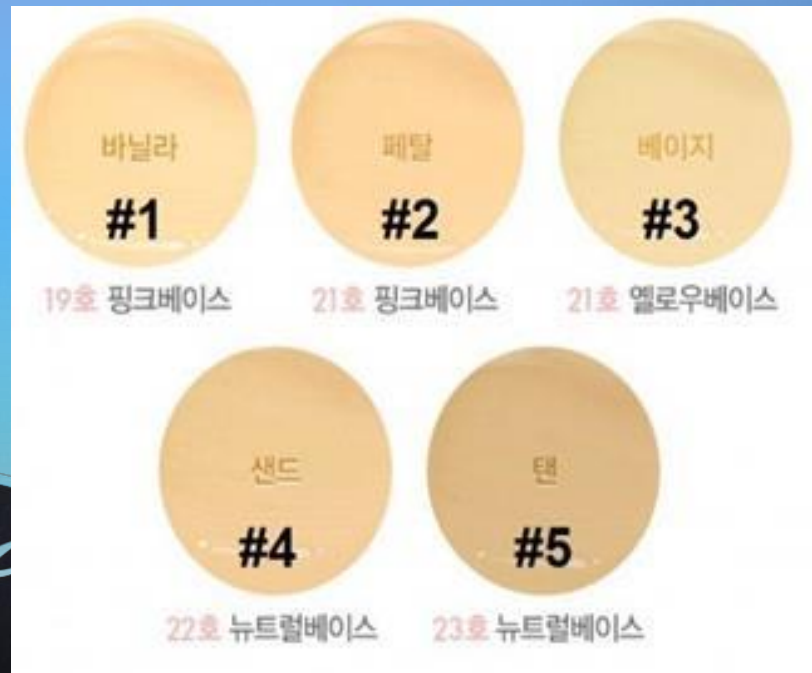 바닐라
#1
19호 핑크베이스
페탈
#2
21호 핑크베이스
베이지
#3
21호 옐로우베이스
샌드
#4
22호 뉴트럴베이스
탠
#5
23호 뉴트럴베이스